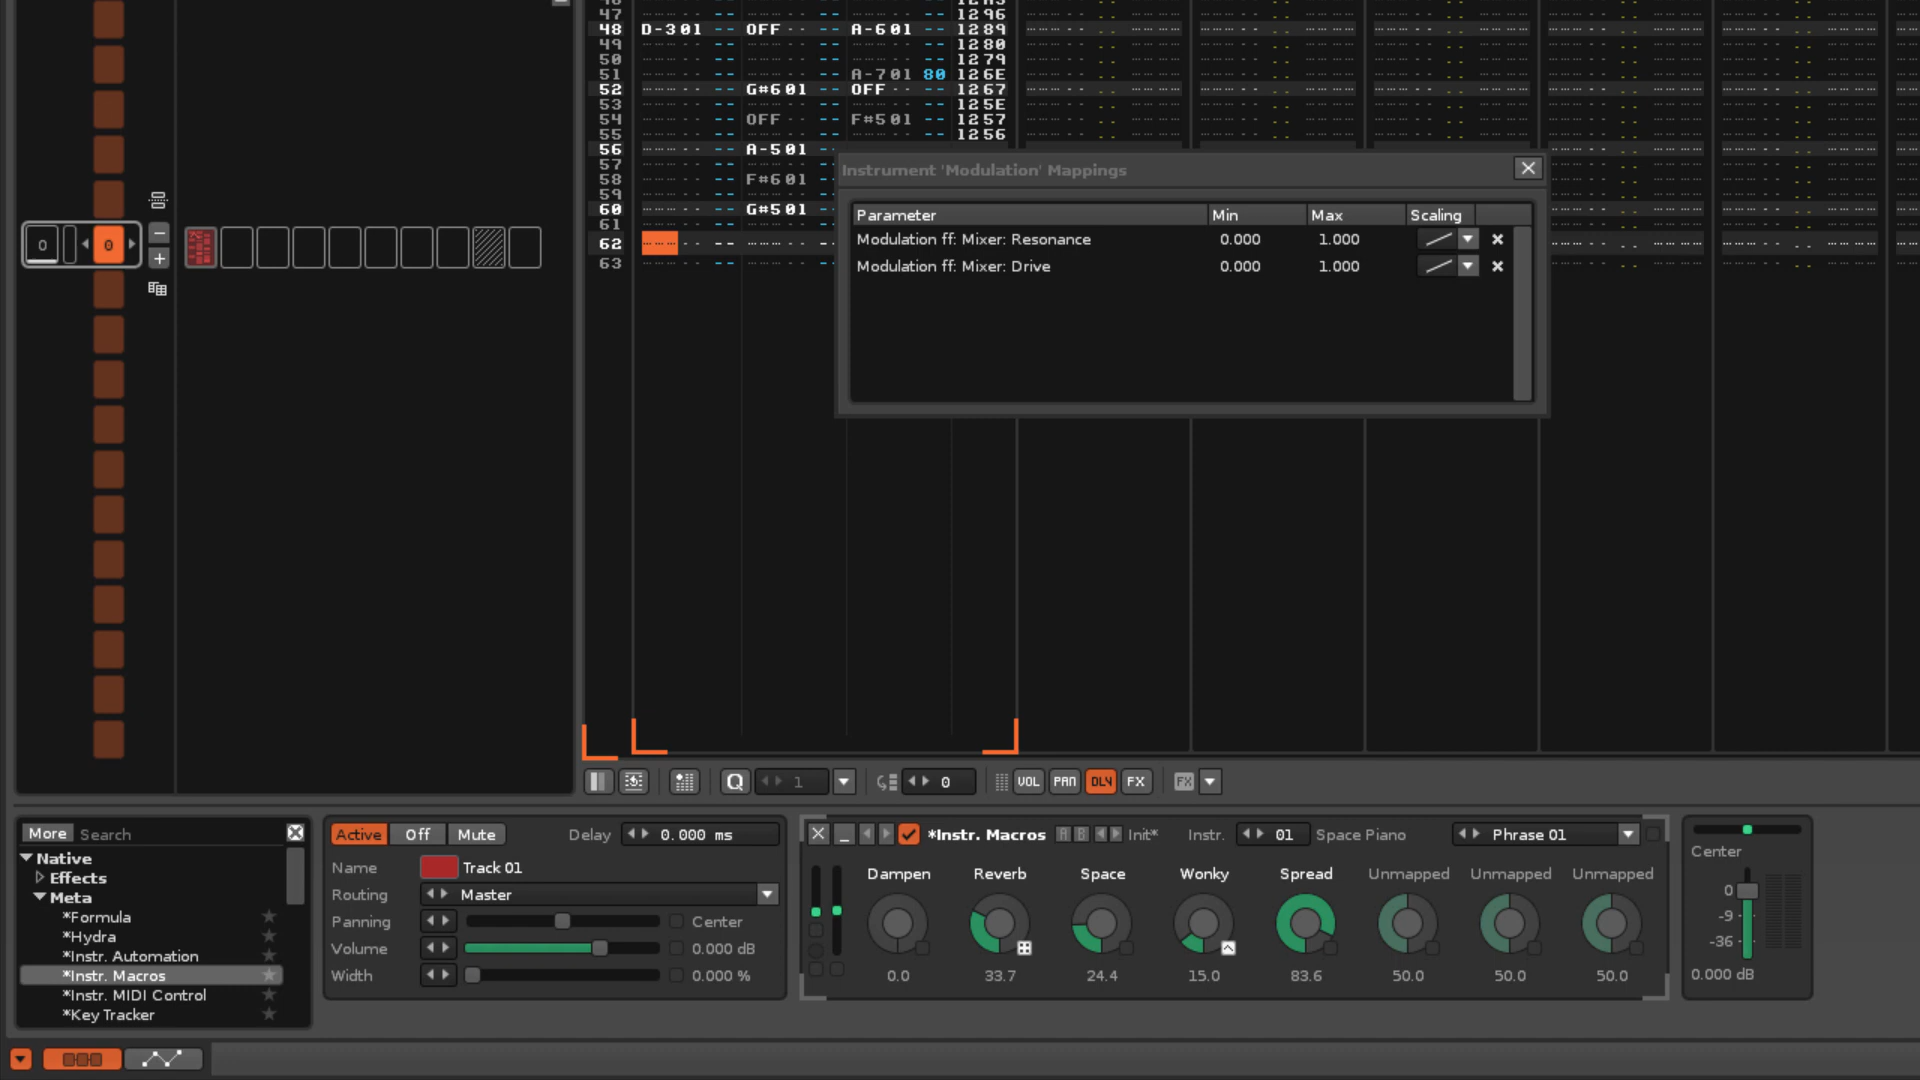 47 1296
48 D-301 -- OFF A-601 -- 1289
49 1280
50 1279
51 A-701 80 126E
52 G#601 -- OFF 1267
53 125E
54 OFF F#501 -- 1257
55 1256
56 A-501
57
58 F#601
59
60 G#501
61
62
63
0 0
Instrument 'Modulation' Mappings
Parameter Min Max Scaling
Modulation ff: Mixer: Resonance 0.000 1.000
Modulation ff: Mixer: Drive 0.000 1.000
Q 1 0 VOL PAN DLY FX FX
More Search
Native
Effects
Meta
*Formula
*Hydra
*Instr. Automation
*Instr. Macros
*Instr. MIDI Control
*Key Tracker
Active Off Mute Delay 0.000 ms
Name Track 01
Routing Master
Panning Center
Volume 0.000 dB
Width 0.000 %
*Instr. Macros A B Init* Instr. 01 Space Piano Phrase 01
Dampen Reverb Space Wonky Spread Unmapped Unmapped Unmapped
0.0 33.7 24.4 15.0 83.6 50.0 50.0 50.0
Center
0
-9
-36
0.000 dB